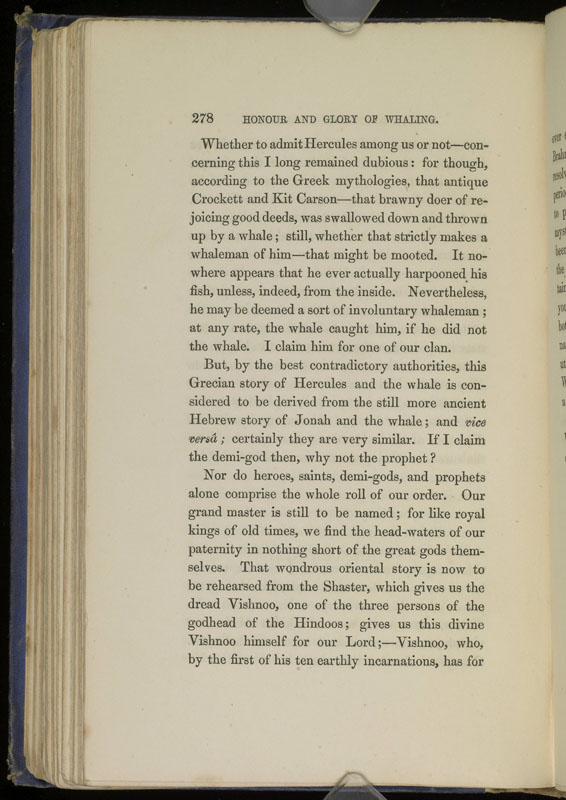 278 HONOUR AND GLORY OF WHALING.
Whether to admit Hercules among us or not—con-
cerning this I long remained dubious: for though,
according to the Greek mythologies, that antique
Crockett and Kit Carson—that brawny doer of re-
joicing good deeds, was swallowed down and thrown
up by a whale; still, whether that strictly makes a
whaleman of him—that might be mooted. It no-
where appears that he ever actually harpooned his
fish, unless, indeed, from the inside. Nevertheless,
he may be deemed a sort of involuntary whaleman;
at any rate, the whale caught him, if he did not
the whale. I claim him for one of our clan.
But, by the best contradictory authorities, this
Grecian story of Hercules and the whale is con-
sidered to be derived from the still more ancient
Hebrew story of Jonah and the whale; and vice
versá; certainly they are very similar. If I claim
the demi-god then, why not the prophet?
Nor do heroes, saints, demi-gods, and prophets
alone comprise the whole roll of our order. Our
grand master is still to be named; for like royal
kings of old times, we find the head-waters of our
paternity in nothing short of the great gods them-
selves. That wondrous oriental story is now to
be rehearsed from the Shaster, which gives us the
dread Vishnoo, one of the three persons of the
godhead of the Hindoos; gives us this divine
Vishnoo himself for our Lord;—Vishnoo, who,
by the first of his ten earthly incarnations, has for